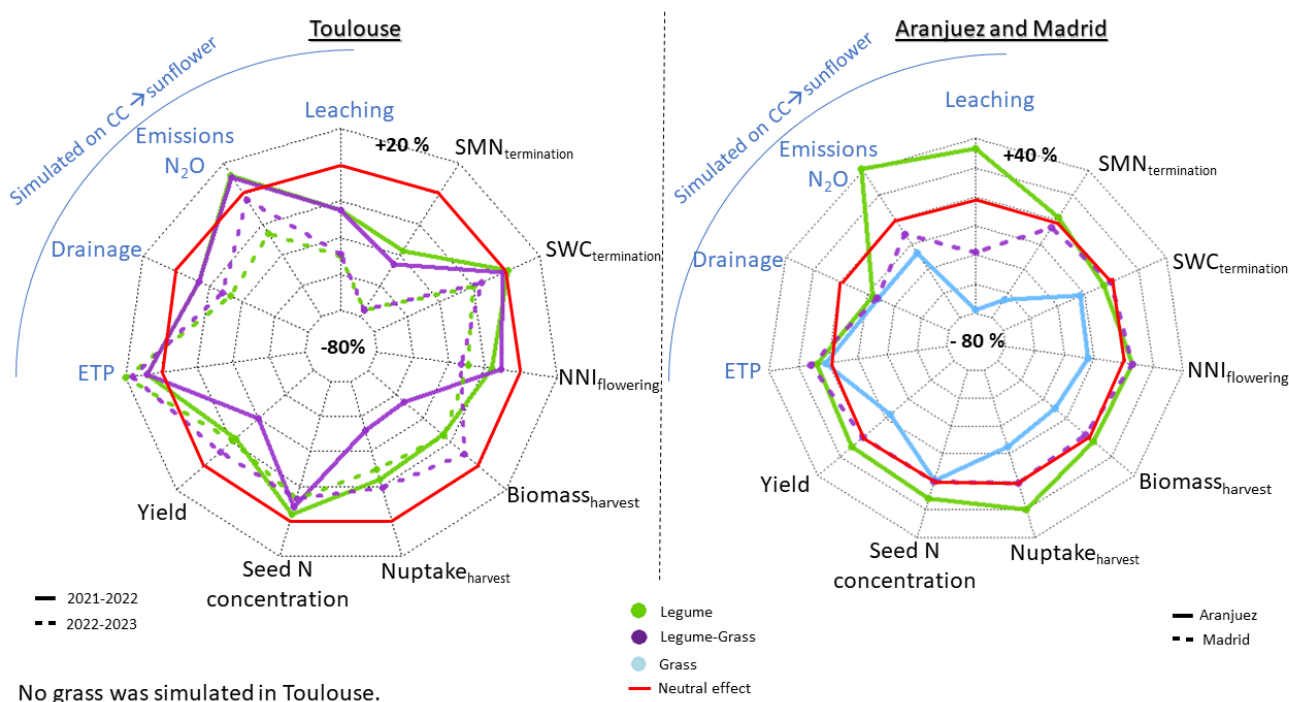 Toulouse
Simulated on CC → sunflower
Leaching
+20 %
SMNtermination
Emissions
N₂O
SWCtermination
Drainage
-80%
NNIflowering
ETP
Biomassharvest
Yield
Nuptakeharvest
Seed N
concentration
2021-2022
2022-2023
No grass was simulated in Toulouse.
Aranjuez and Madrid
Simulated on CC → sunflower
Leaching
+40 %
SMNtermination
Emissions
N₂O
SWCtermination
Drainage
- 80 %
NNIflowering
ETP
Biomassharvest
Yield
Nuptakeharvest
Seed N
concentration
Legume
Legume-Grass
Grass
Neutral effect
Aranjuez
Madrid